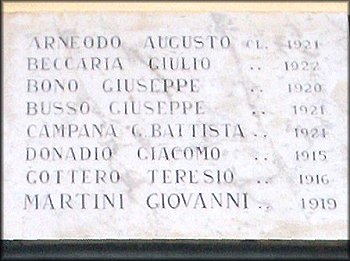 ARNEODO AUGUSTO CL. 1921
BECCARIA GIULIO .. 1922
BONO GIUSEPPE .. 1920
BUSSO GIUSEPPE .. 1921
CAMPANA G. BATTISTA .. 1921
DONADIO GIACOMO .. 1915
GOTTERO TERESIO .. 1916
MARTINI GIOVANNI .. 1919